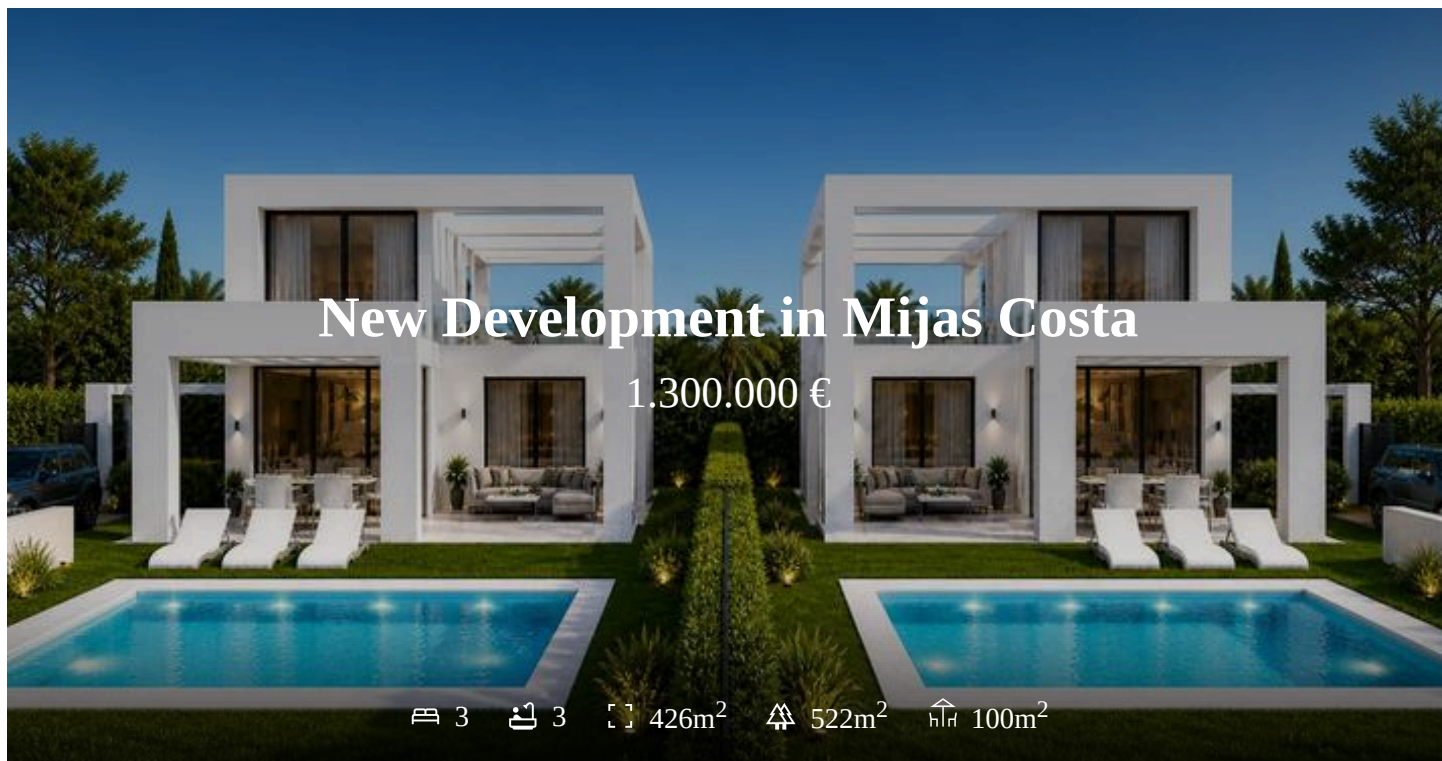 New Development in Mijas Costa
1.300.000 €
3 3 426m² 522m² 100m²